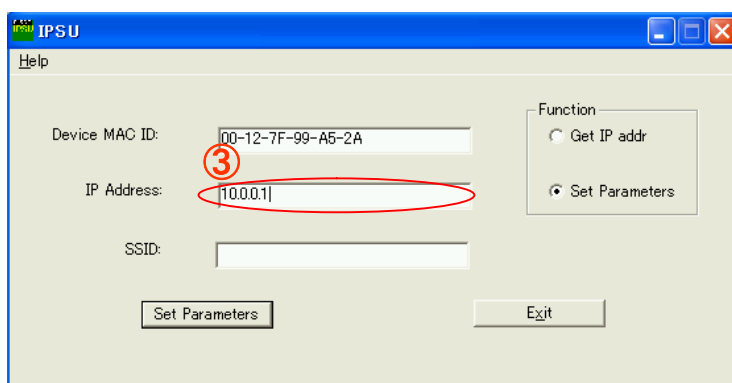 IPSU
Help
Function
Device MAC ID:
00-12-7F-99-A5-2A
Get IP addr
③
IP Address:
10.0.0.1
Set Parameters
SSID:
Set Parameters
Exit